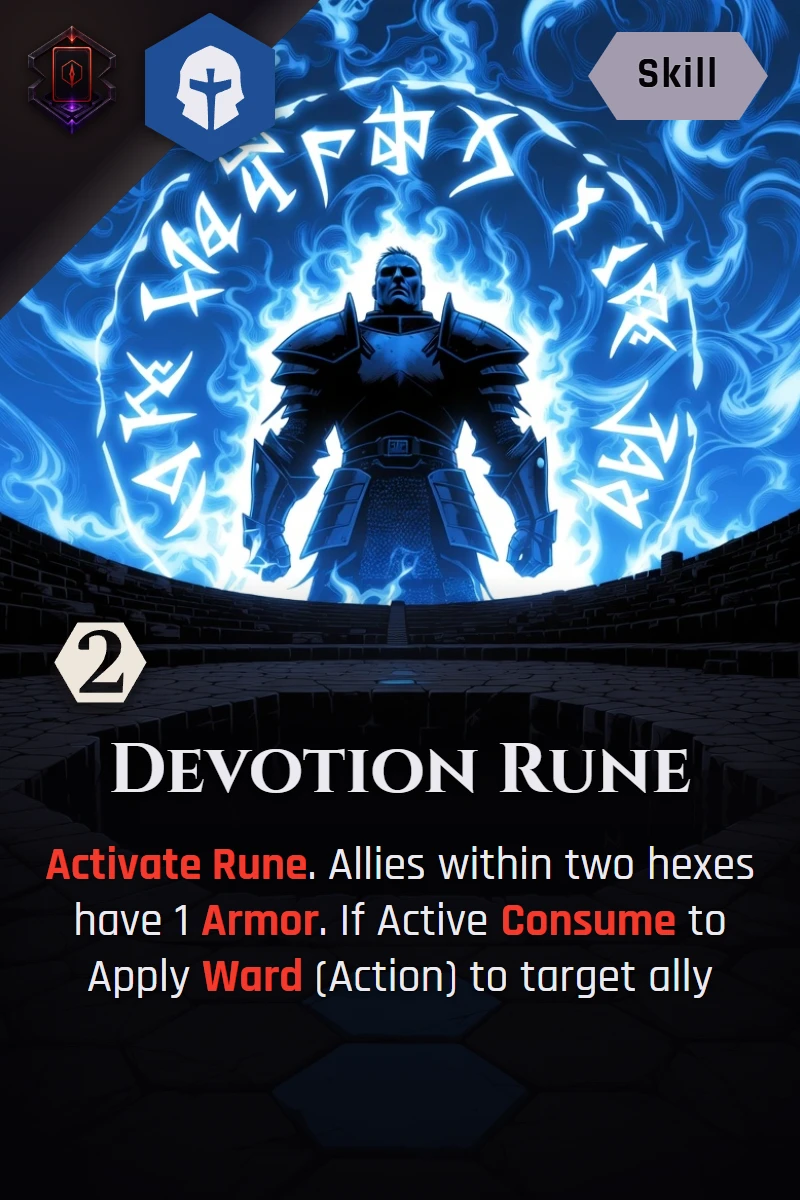 Skill
2
Devotion Rune
Activate Rune. Allies within two hexes
have 1 Armor. If Active Consume to
Apply Ward (Action) to target ally